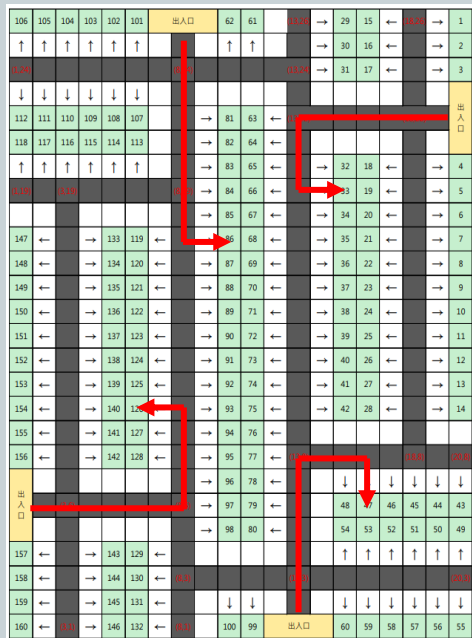 106 105 104 103 102 101 出入口 62 61 → 29 15 ← → 1
↑ ↑ ↑ ↑ ↑ ↑ ↑ ↑ → 30 16 ← → 2
→ 31 17 ← → 3
↓ ↓ ↓ ↓ ↓ ↓ 出入口
112 111 110 109 108 107 → 81 63 ←
118 117 116 115 114 113 → 82 64 ←
↑ ↑ ↑ ↑ ↑ ↑ → 83 65 ← → 32 18 ← → 4
→ 84 66 ← → 33 19 ← → 5
→ 85 67 ← → 34 20 ← → 6
147 ← → 133 119 ← → 86 68 ← → 35 21 ← → 7
148 ← → 134 120 ← → 87 69 ← → 36 22 ← → 8
149 ← → 135 121 ← → 88 70 ← → 37 23 ← → 9
150 ← → 136 122 ← → 89 71 ← → 38 24 ← → 10
151 ← → 137 123 ← → 90 72 ← → 39 25 ← → 11
152 ← → 138 124 ← → 91 73 ← → 40 26 ← → 12
153 ← → 139 125 ← → 92 74 ← → 41 27 ← → 13
154 ← → 140 126 ← → 93 75 ← → 42 28 ← → 14
155 ← → 141 127 ← → 94 76 ←
156 ← → 142 128 ← → 95 77 ←
出入口 → 96 78 ← ↓ ↓ ↓ ↓ ↓
→ 97 79 ← 48 47 46 45 44 43
→ 98 80 ← 54 53 52 51 50 49
157 ← → 143 129 ← ↑ ↑ ↑ ↑ ↑ ↑
158 ← → 144 130 ←
159 ← → 145 131 ← ↓ ↓ ↓ ↓ ↓ ↓ ↓ ↓
160 ← → 146 132 ← 100 99 出入口 60 59 58 57 56 55